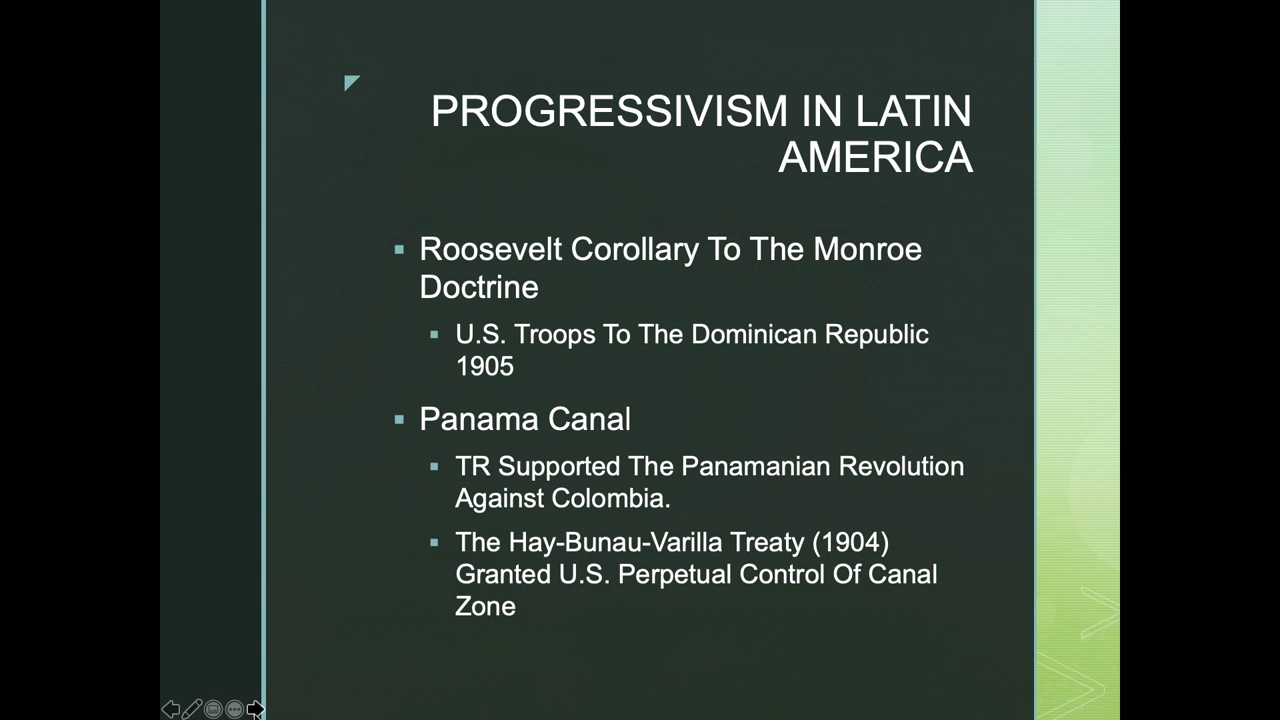 PROGRESSIVISM IN LATIN
AMERICA
Roosevelt Corollary To The Monroe
Doctrine
U.S. Troops To The Dominican Republic
1905
Panama Canal
TR Supported The Panamanian Revolution
Against Colombia.
The Hay-Bunau-Varilla Treaty (1904)
Granted U.S. Perpetual Control Of Canal
Zone